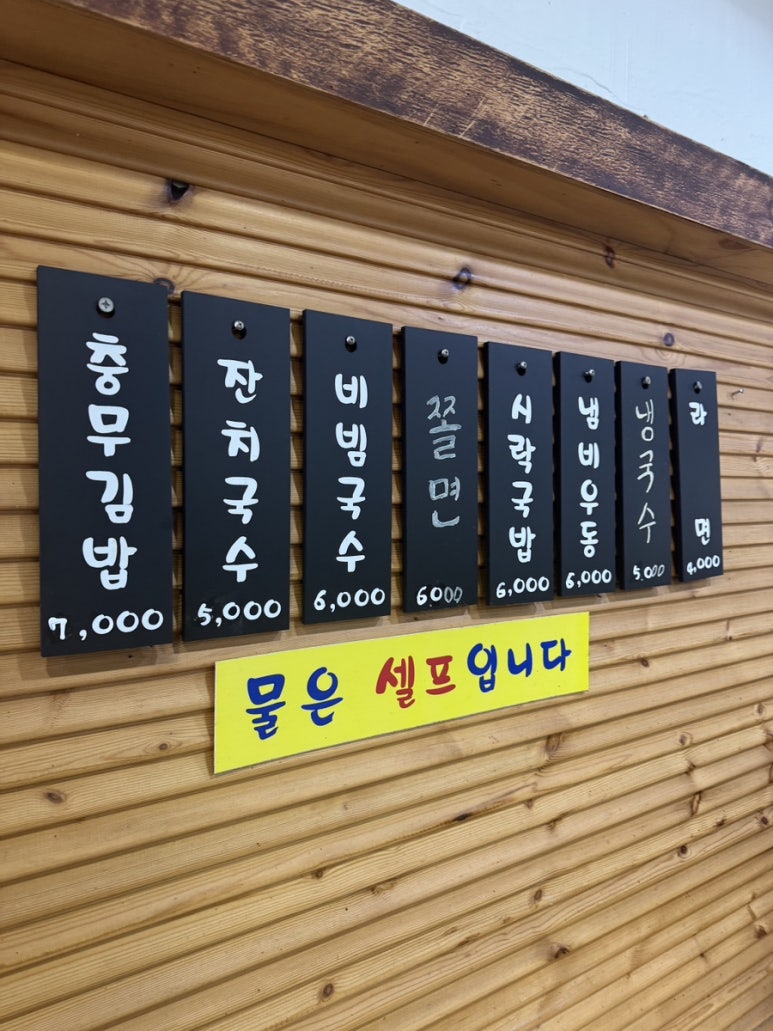 충무김밥
7,000
잔치국수
5,000
비빔국수
6,000
쫄면
6000
시락국밥
6,000
냄비우동
6,000
냉국수
5,000
라면
4,000
물은 셀프입니다